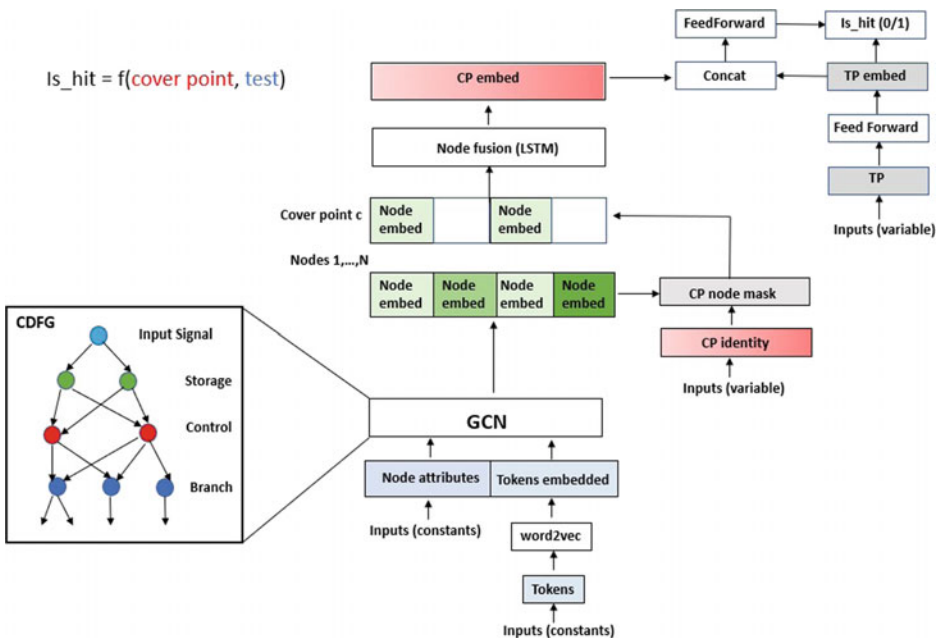 FeedForward
Is_hit (0/1)
Is_hit = f(cover point, test)
CP embed
Concat
TP embed
Node fusion (LSTM)
Feed Forward
TP
Inputs (variable)
Cover point c
Node
embed
Node
embed
Nodes 1,...,N
Node
embed
Node
embed
Node
embed
Node
embed
CP node mask
CP identity
Inputs (variable)
CDFG
Input Signal
Storage
Control
Branch
GCN
Node attributes
Tokens embedded
Inputs (constants)
word2vec
Tokens
Inputs (constants)